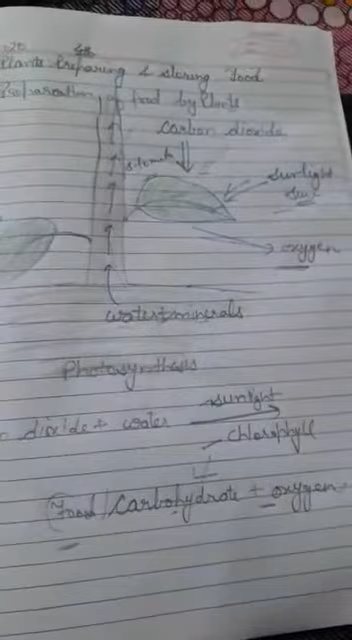 Plants Preparing & storing Food
Preparation of food by Plants
carbon dioxide
stomata
sunlight
oxygen
water+minerals
Photosynthesis
dioxide + water
sunlight
chlorophyll
Food/carbohydrate + oxygen